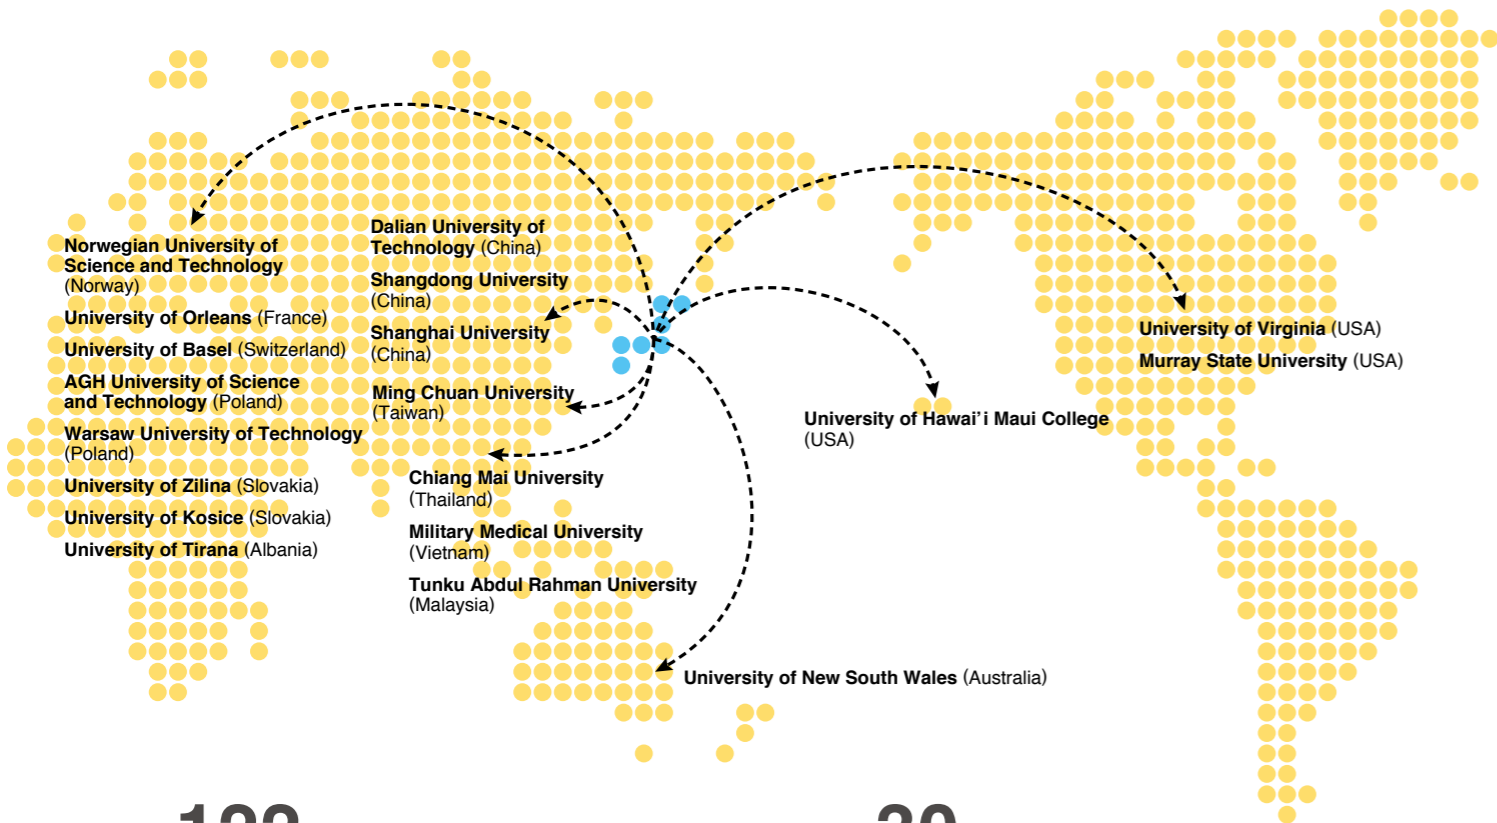 Norwegian University of
Science and Technology
(Norway)
University of Orleans (France)
University of Basel (Switzerland)
AGH University of Science
and Technology (Poland)
Warsaw University of Technology
(Poland)
University of Zilina (Slovakia)
University of Kosice (Slovakia)
University of Tirana (Albania)
Dalian University of
Technology (China)
Shangdong University
(China)
Shanghai University
(China)
Ming Chuan University
(Taiwan)
Chiang Mai University
(Thailand)
Military Medical University
(Vietnam)
Tunku Abdul Rahman University
(Malaysia)
University of New South Wales (Australia)
University of Hawai’i Maui College
(USA)
University of Virginia (USA)
Murray State University (USA)